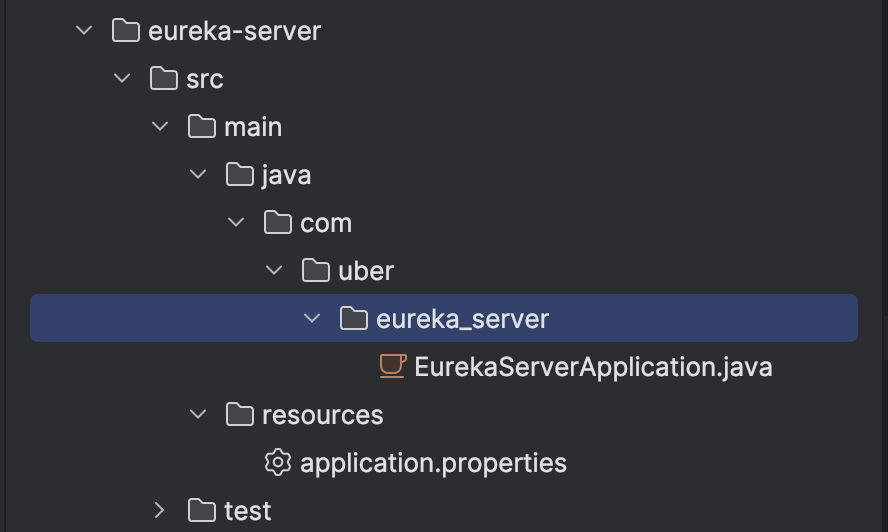 eureka-server
src
main
java
com
uber
eureka_server
EurekaServerApplication.java
resources
application.properties
test